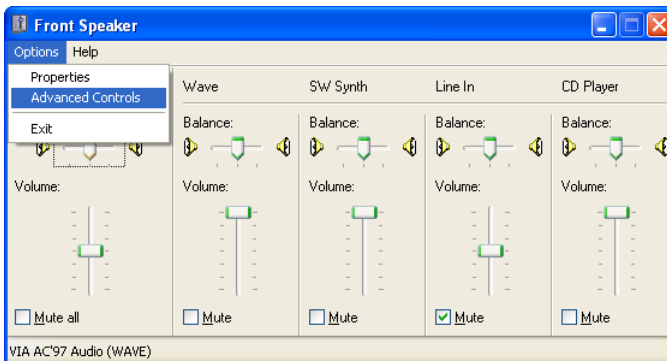 Front Speaker
Options Help
Properties
Advanced Controls
Exit
Wave SW Synth Line In CD Player
Balance: Balance: Balance: Balance:
Volume: Volume: Volume: Volume: Volume:
Mute all Mute Mute Mute Mute
VIA AC'97 Audio (WAVE)